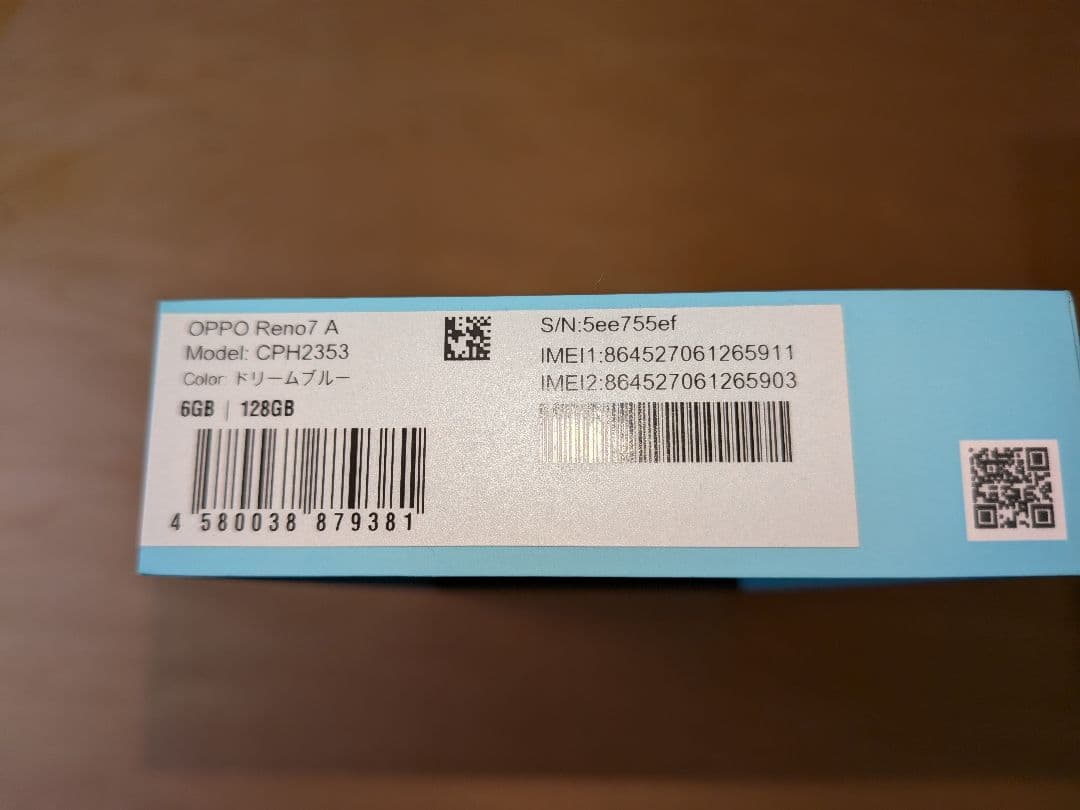 OPPO Reno7 A
Model: CPH2353
Color: ドリームブルー
6GB | 128GB
4 580038 879381
S/N:5ee755ef
IMEI1:864527061265911
IMEI2:864527061265903